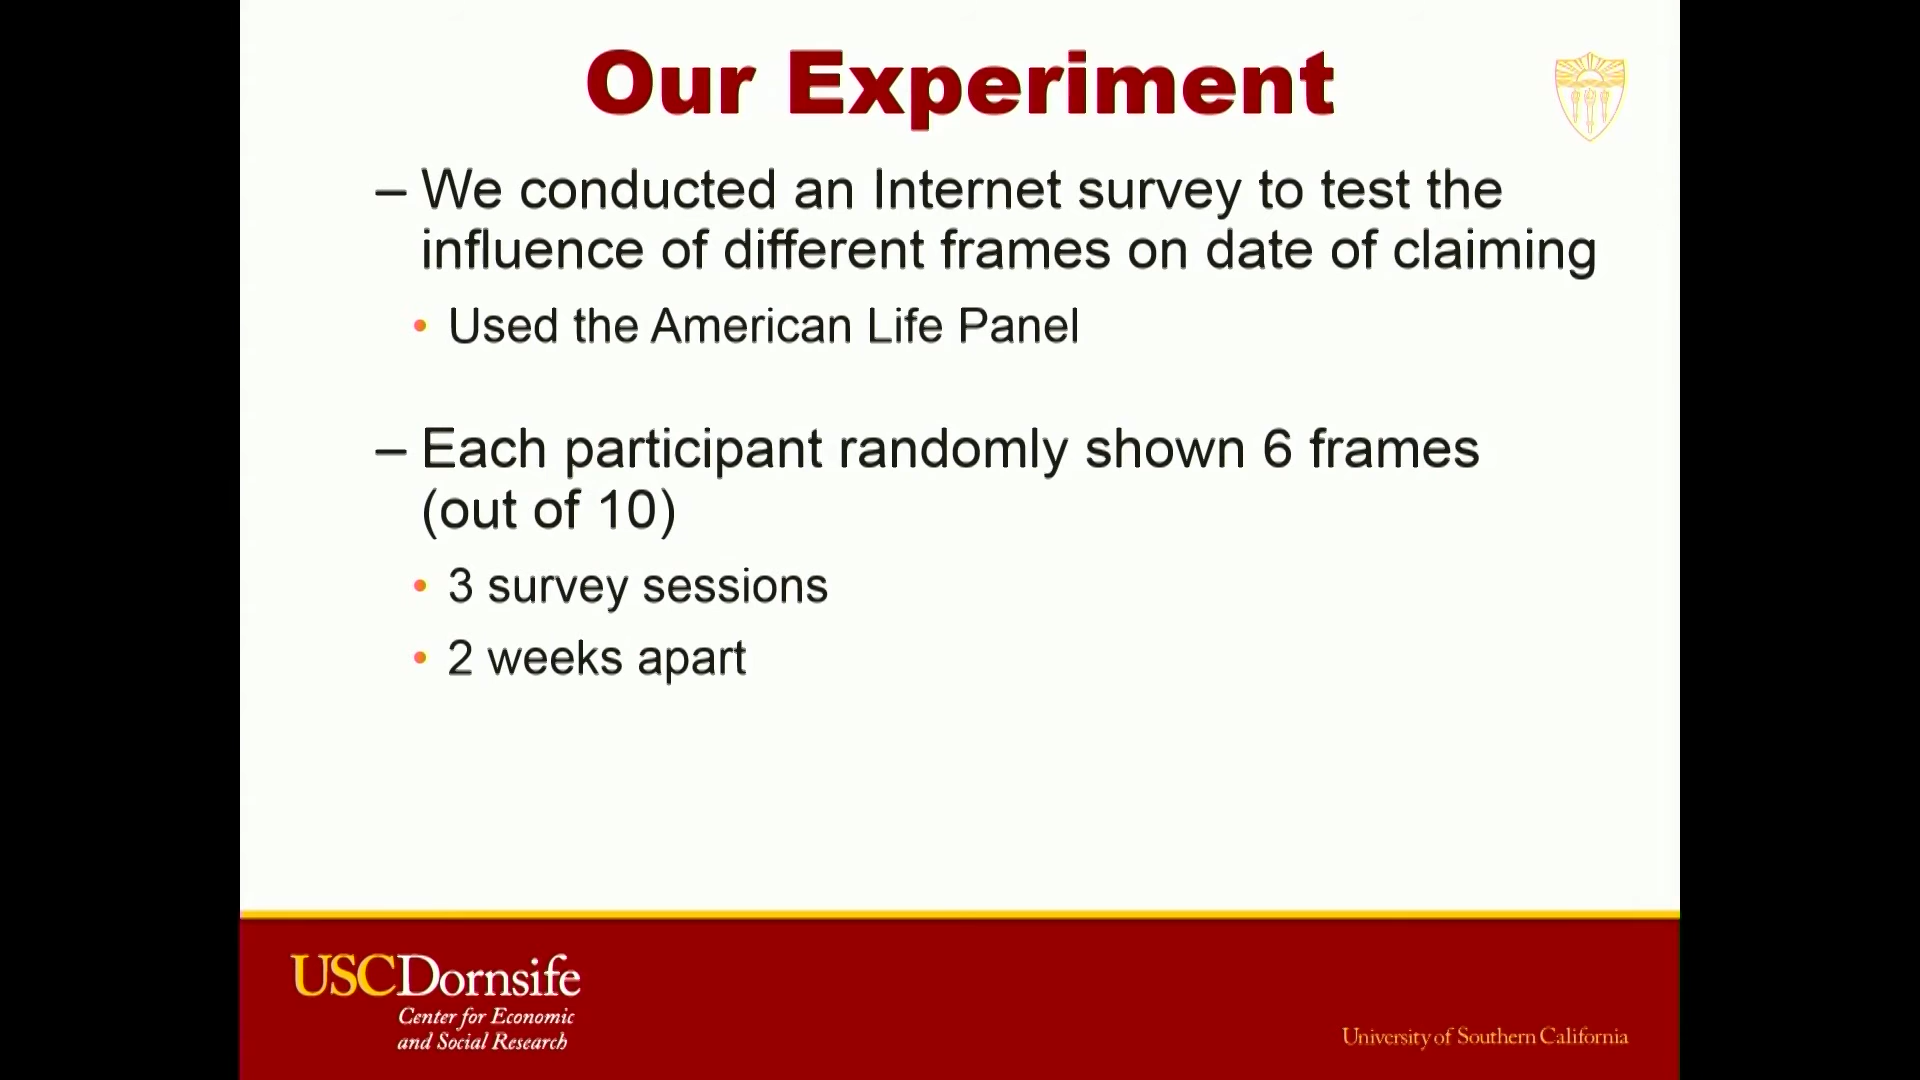 Our Experiment
– We conducted an Internet survey to test the
influence of different frames on date of claiming
• Used the American Life Panel
– Each participant randomly shown 6 frames
(out of 10)
• 3 survey sessions
• 2 weeks apart
USCDornsife
Center for Economic
and Social Research
University of Southern California